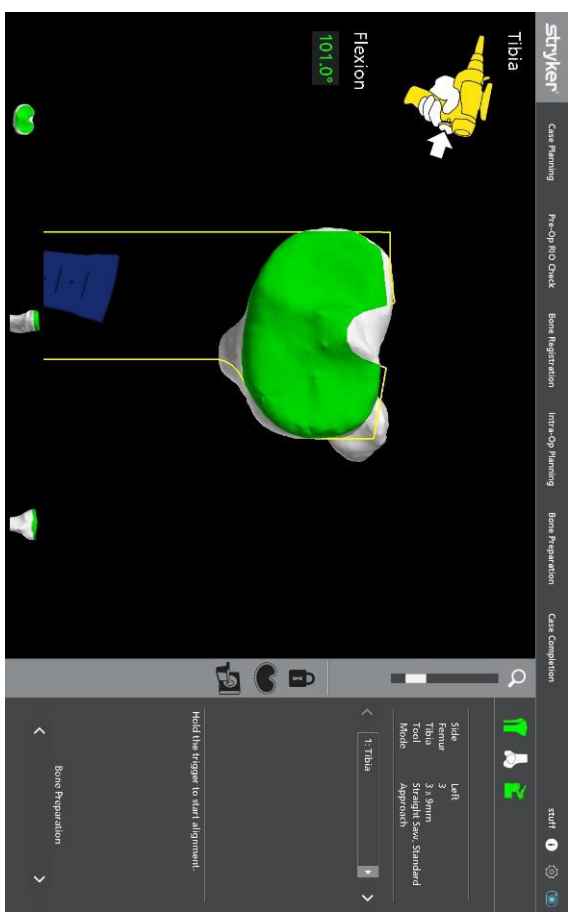 stryker
Case Planning
Pre-Op RIO Check
Bone Registration
Intra-Op Planning
Bone Preparation
Case Completion
stuff
Tibia
Flexion
101.0°
Side Left
Femur 3
Tibia 3 x 9mm
Tool Straight Saw, Standard
Mode Approach
1: Tibia
Hold the trigger to start alignment.
Bone Preparation